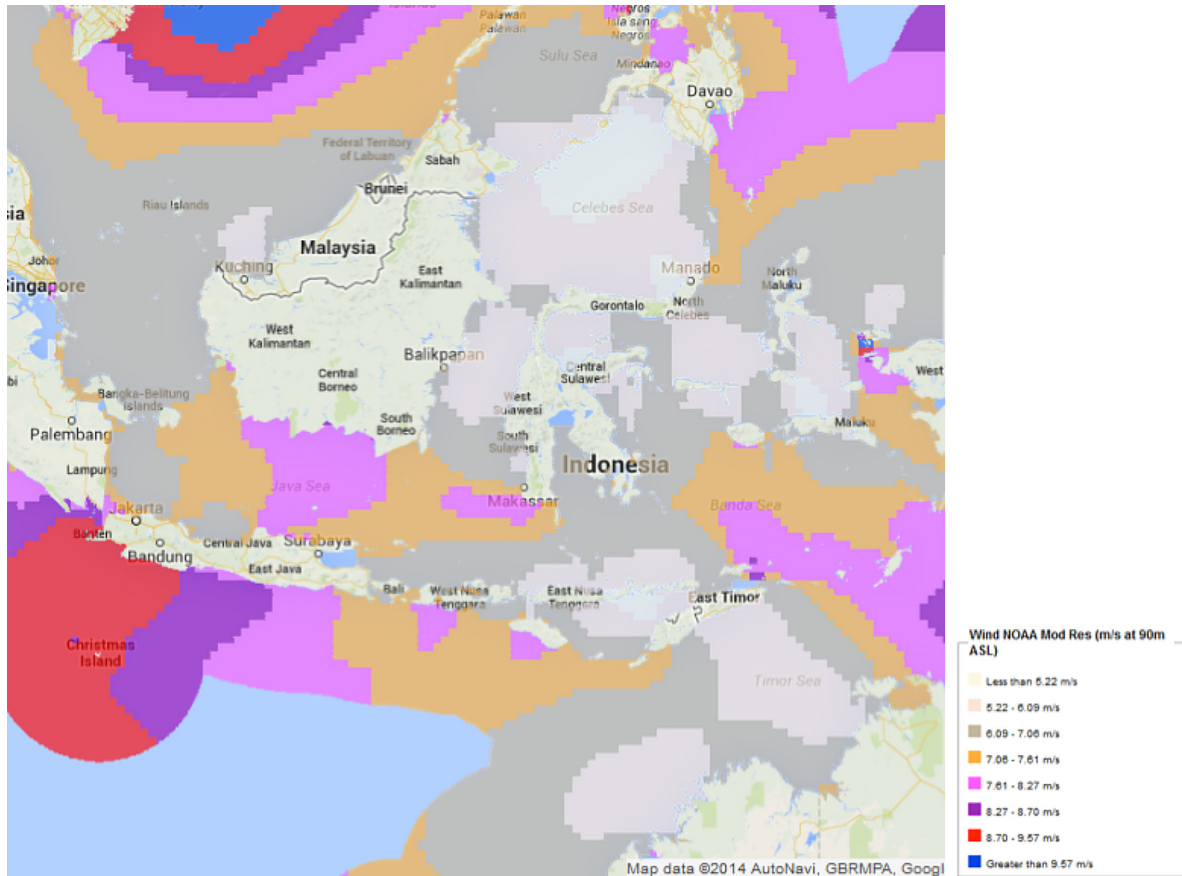 Islands
Palawan
Palawan
Negros
Isla sang
Negros
Sulu Sea
Mindanao
Davao
Federal Territory
of Labuan
Sabah
Brunei
Riau Islands
sia
Celebes Sea
Malaysia
Johor
Kuching
Singapore
East
Kalimantan
Manado
North
Maluku
Gorontalo
North
Celebes
West
Kalimantan
Balikpapan
Central
Sulawesi
West
bi
Central
Borneo
Bangka-Belitung
Islands
West
Sulawesi
South
Borneo
Maluku
Palembang
South
Sulawesi
Indonesia
Lampung
Java Sea
Makassar
Banda Sea
Jakarta
Banten
Central Java
Surabaya
Bandung
East Java
Bali
West Nusa
Tenggara
East Nusa
Tenggara
East Timor
Christmas
Island
Timor Sea
Map data ©2014 AutoNavi, GBRMPA, Googl
Wind NOAA Mod Res (m/s at 90m
ASL)
Less than 5.22 m/s
5.22 - 6.09 m/s
6.09 - 7.06 m/s
7.06 - 7.61 m/s
7.61 - 8.27 m/s
8.27 - 8.70 m/s
8.70 - 9.57 m/s
Greater than 9.57 m/s